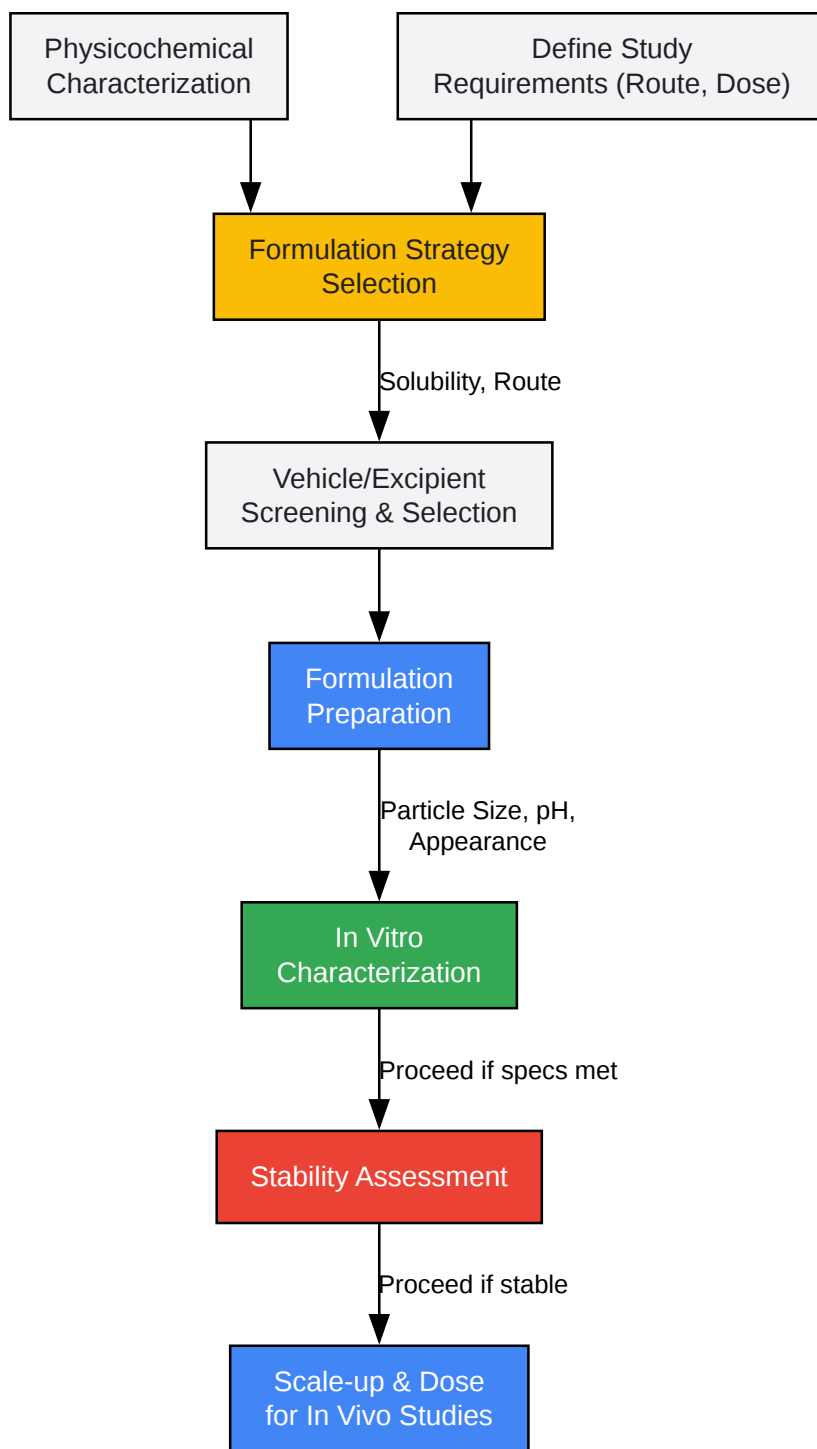 Physicochemical
Characterization
Define Study
Requirements (Route, Dose)
Formulation Strategy
Selection
Solubility, Route
Vehicle/Excipient
Screening & Selection
Formulation
Preparation
Particle Size, pH,
Appearance
In Vitro
Characterization
Proceed if specs met
Stability Assessment
Proceed if stable
Scale-up & Dose
for In Vivo Studies